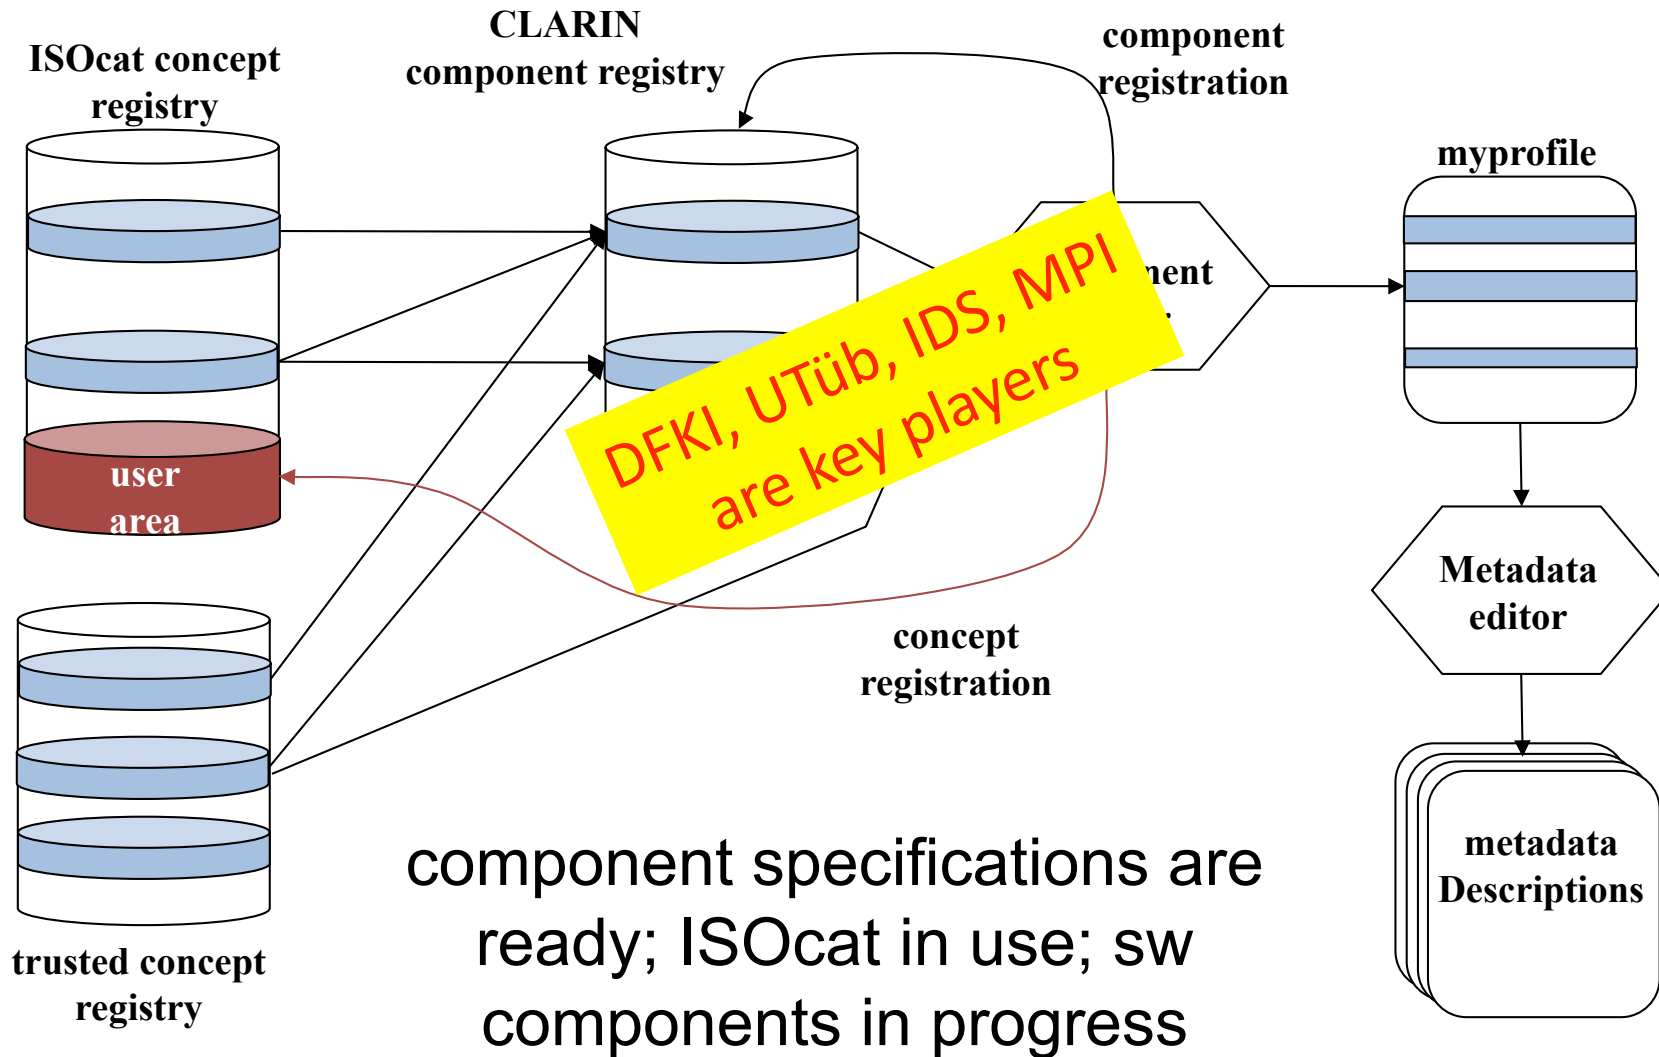 ISOcat concept
registry
CLARIN
component registry
component
registration
myprofile
user
area
DFKI, UTüb, IDS, MPI
are key players
Metadata
editor
concept
registration
metadata
Descriptions
trusted concept
registry
component specifications are
ready; ISOcat in use; sw
components in progress